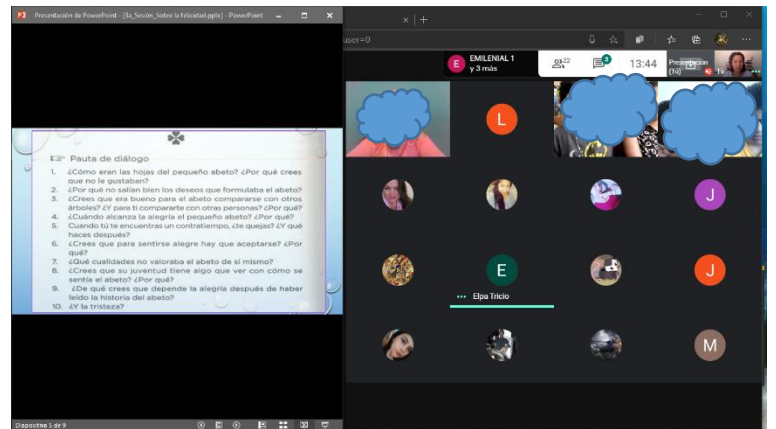 Presentación de PowerPoint - [3a_Sesión_Sobre la felicidad.pptx] - PowerPoint
Pauta de diálogo
1. ¿Cómo eran las hojas del pequeño abeto? ¿Por qué crees
que no le gustaban?
2. ¿Por qué no salían bien los deseos que formulaba el abeto?
3. ¿Crees que era bueno para el abeto compararse con otros
árboles? ¿Y para ti compararte con otras personas? ¿Por qué?
4. ¿Cuándo alcanza la alegría el pequeño abeto? ¿Por qué?
5. Cuando tú te encuentras un contratiempo, ¿te quejas? ¿Y qué
haces después?
6. ¿Crees que para sentirse alegre hay que aceptarse? ¿Por
qué?
7. ¿Qué cualidades no valoraba el abeto de sí mismo?
8. ¿Crees que su juventud tiene algo que ver con cómo se
sentía el abeto? ¿Por qué?
9. ¿De qué crees que depende la alegría después de haber
leído la historia del abeto?
10. ¿Y la tristeza?
Diapositiva 5 de 9
user=0
E EMILENIAL 1
y 3 más
22
9
13:44
Presentación
(Tú)
Tú
L
J
E
J
Elpa Tricio
M